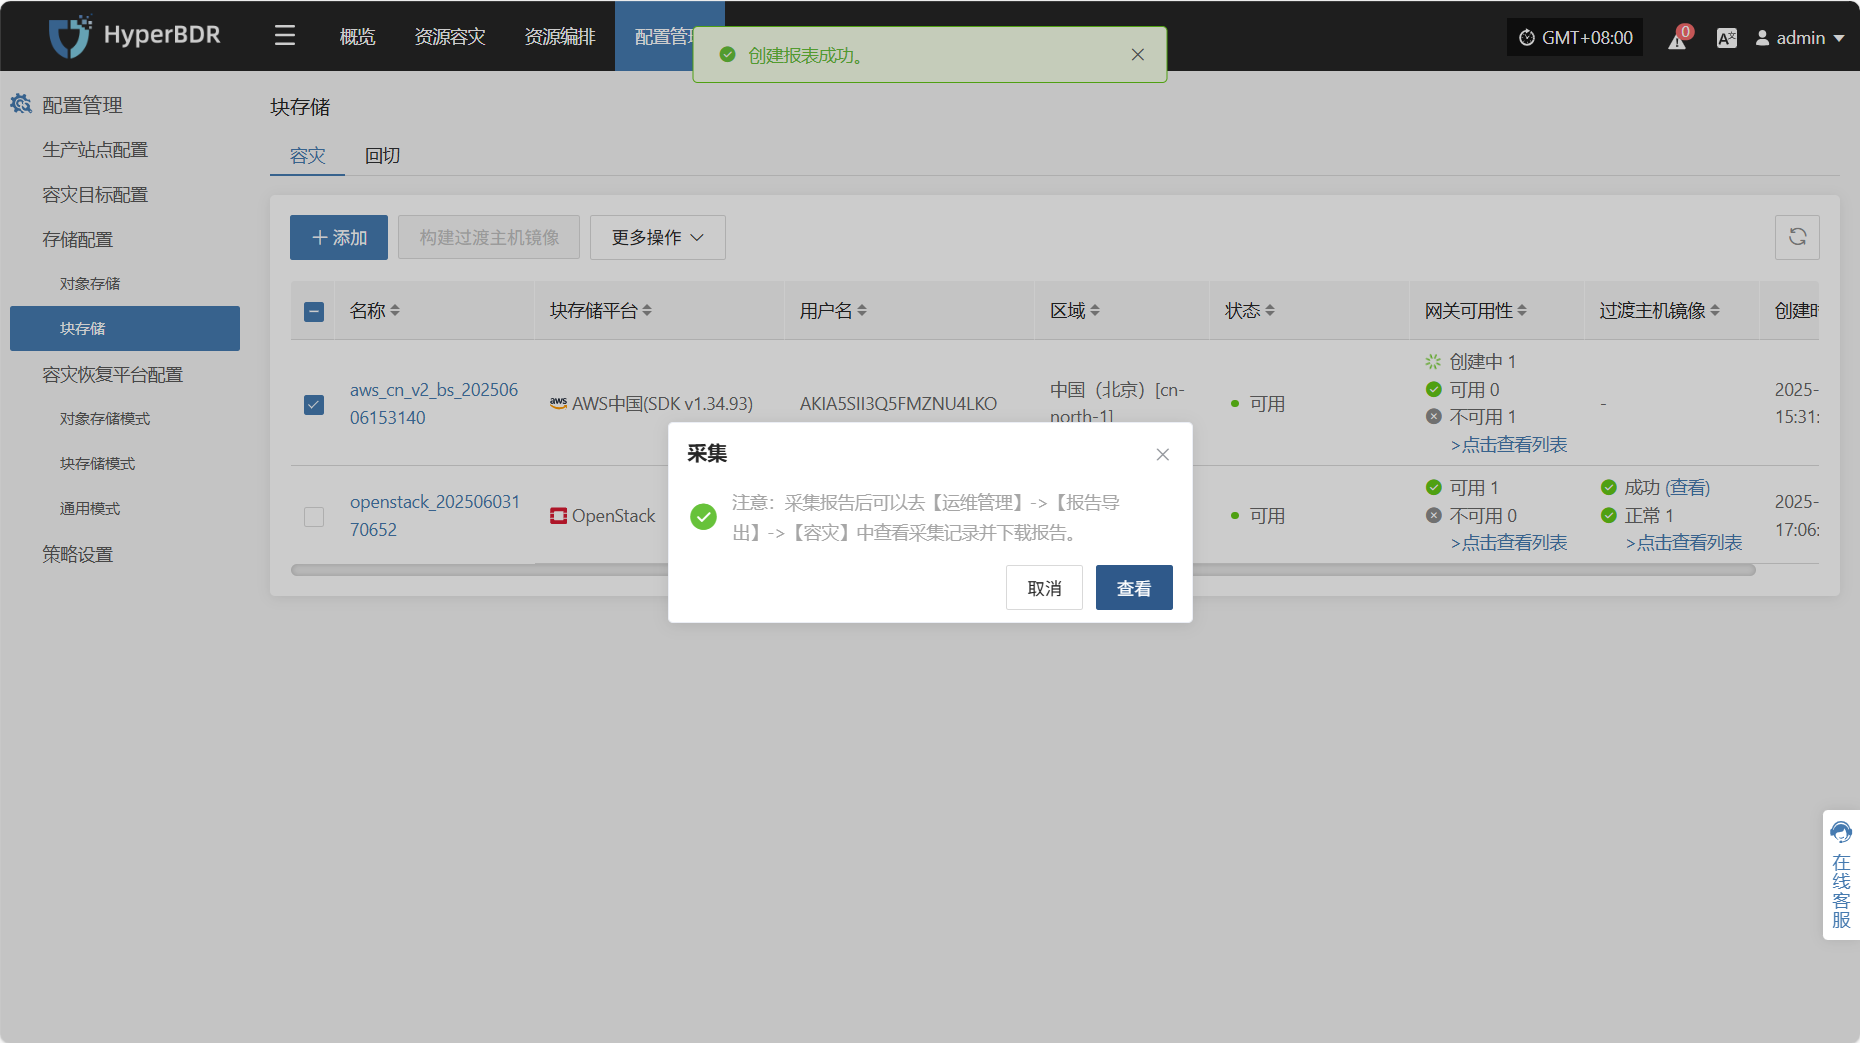 HyperBDR
概览
资源容灾
资源编排
配置管
创建报表成功。
GMT+08:00
0
admin
配置管理
生产站点配置
容灾目标配置
存储配置
对象存储
块存储
容灾恢复平台配置
对象存储模式
块存储模式
通用模式
策略设置
块存储
容灾
回切
添加
构建过渡主机镜像
更多操作
名称
块存储平台
用户名
区域
状态
网关可用性
过渡主机镜像
创建时
aws_cn_v2_bs_202506
06153140
aws AWS中国(SDK v1.34.93)
AKIA5SII3Q5FMZNU4LKO
中国（北京）[cn-
north-1]
可用
创建中 1
可用 0
不可用 1
>点击查看列表
-
2025-
15:31:
openstack_202506031
70652
OpenStack
可用
可用 1
不可用 0
>点击查看列表
成功 (查看)
正常 1
>点击查看列表
2025-
17:06:
采集
注意：采集报告后可以去【运维管理】->【报告导
出】->【容灾】中查看采集记录并下载报告。
取消
查看
在线客服